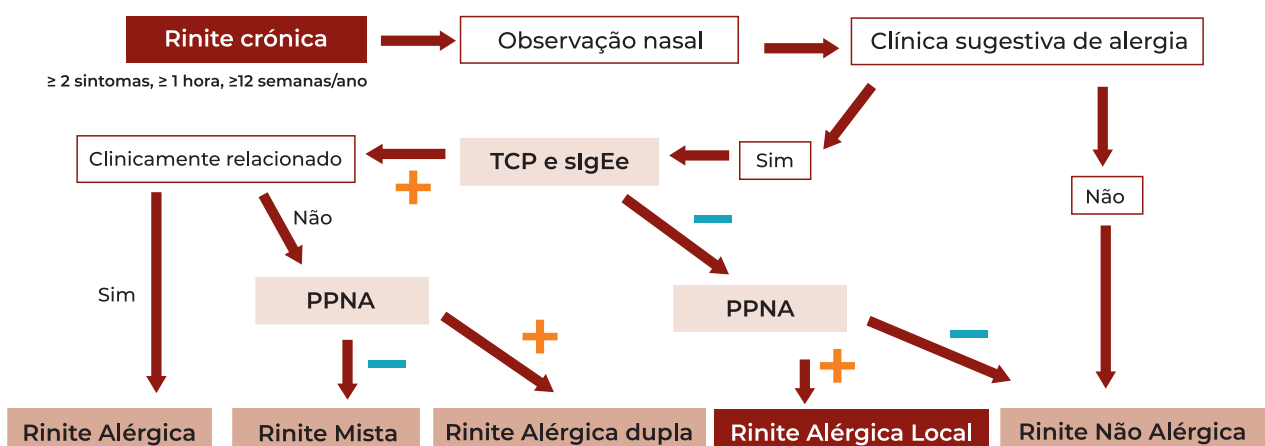 Rinite crónica
Observação nasal
Clínica sugestiva de alergia
≥ 2 sintomas, ≥ 1 hora, ≥12 semanas/ano
Clinicamente relacionado
+
TCP e sIgEe
Sim
Não
Não
−
Sim
PPNA
PPNA
+
−
−
+
Rinite Alérgica
Rinite Mista
Rinite Alérgica dupla
Rinite Alérgica Local
Rinite Não Alérgica